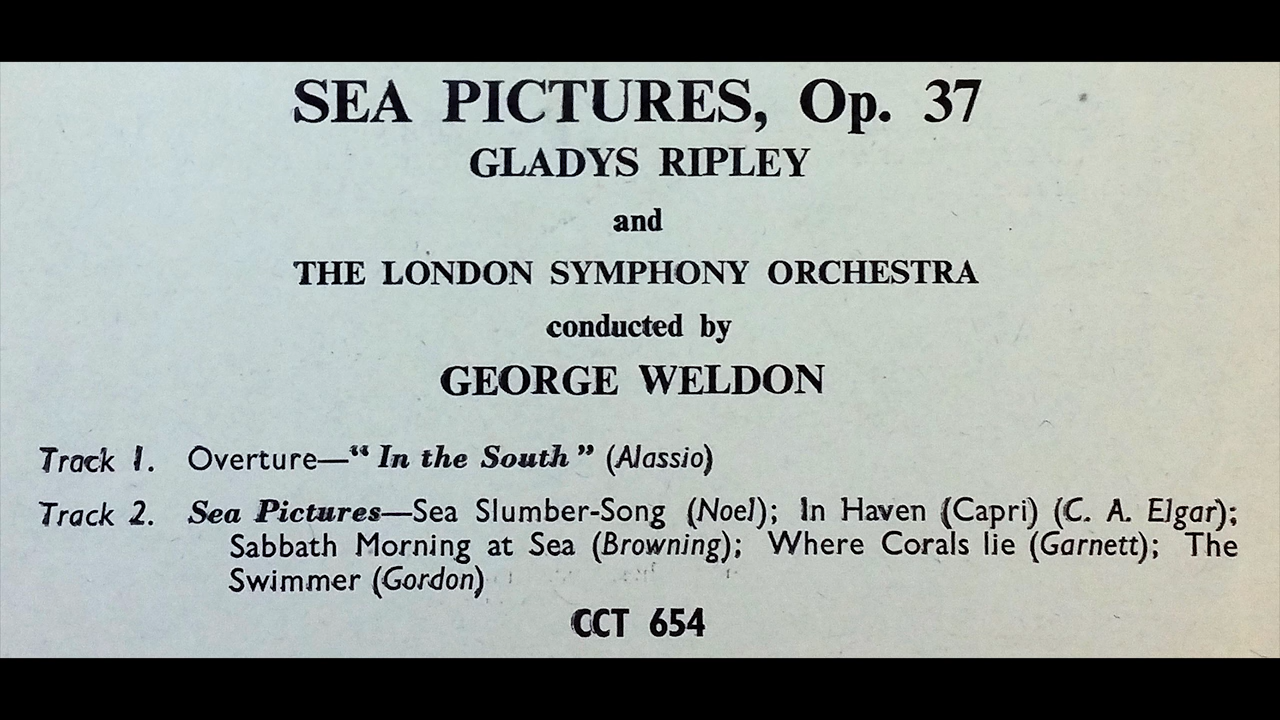 SEA PICTURES, Op. 37
GLADYS RIPLEY
and
THE LONDON SYMPHONY ORCHESTRA
conducted by
GEORGE WELDON
Track 1. Overture—“ In the South ” (Alassio)
Track 2. Sea Pictures—Sea Slumber-Song (Noel); In Haven (Capri) (C. A. Elgar);
Sabbath Morning at Sea (Browning); Where Corals lie (Garnett); The
Swimmer (Gordon)
CCT 654